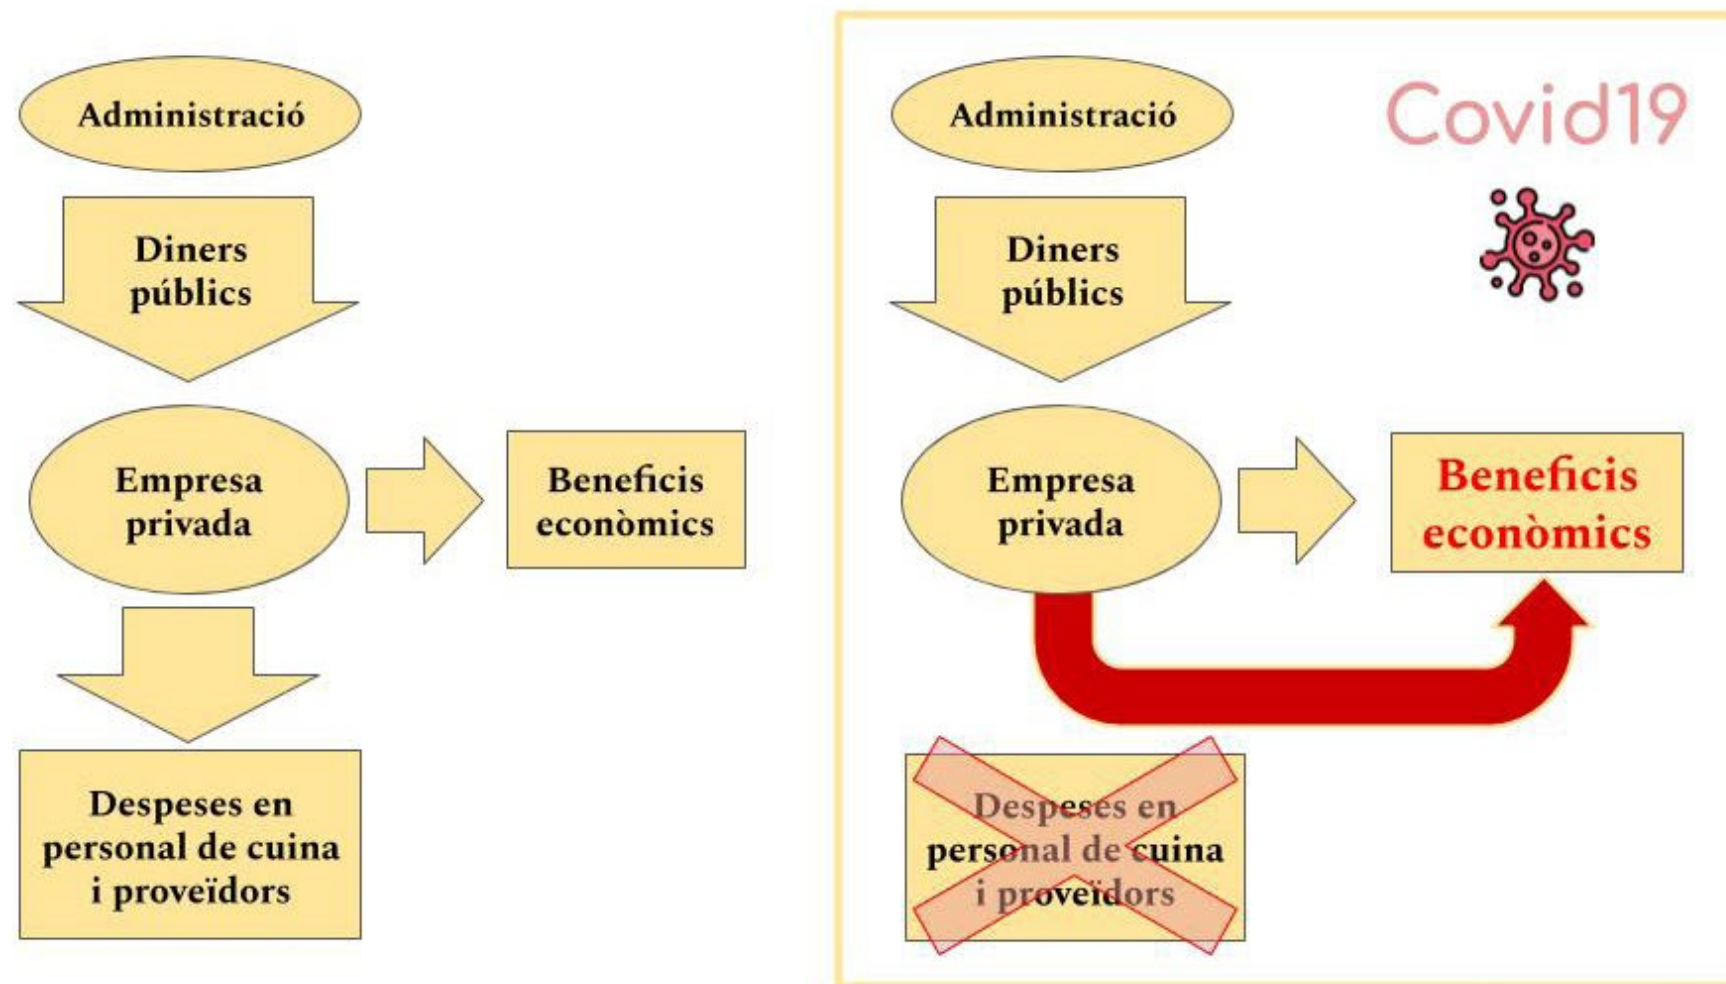 Administració
Diners
públics
Empresa
privada
Beneficis
econòmics
Despeses en
personal de cuina
i proveïdors
Covid19
Administració
Diners
públics
Empresa
privada
Beneficis
econòmics
Despeses en
personal de cuina
i proveïdors